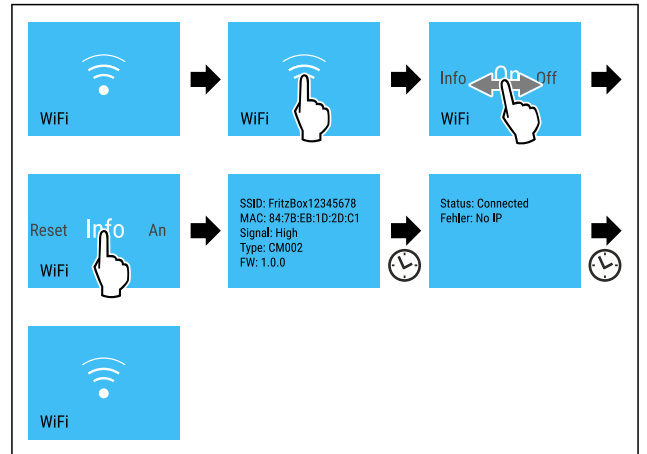 WiFi
WiFi
Info On Off
WiFi
Reset Info An
WiFi
SSID: FritzBox12345678
MAC: 84:7B:EB:1D:2D:C1
Signal: High
Type: CM002
FW: 1.0.0
Status: Connected
Fehler: No IP
WiFi